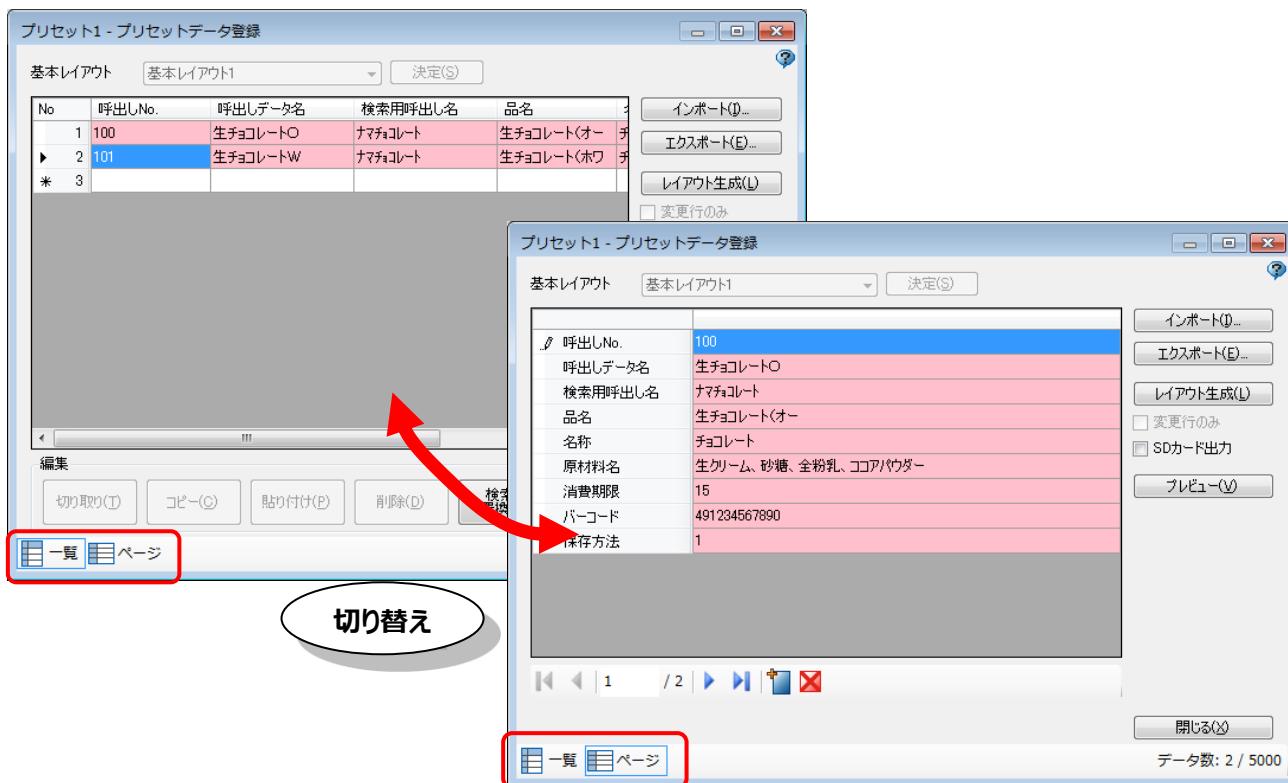 プリセット1 - プリセットデータ登録
基本レイアウト 基本レイアウト1 決定(S)
No 呼出しNo. 呼出しデータ名 検索用呼出し名 品名
1 100 生チョコレートO ナマチョコレート 生チョコレート(オー チ
2 101 生チョコレートW ナマチョコレート 生チョコレート(ホワ チ
3
インポート(I)...
エクスポート(E)...
レイアウト生成(L)
変更行のみ
編集
切り取り(T) コピー(C) 貼り付け(P) 削除(D)
一覧 ページ
切り替え
プリセット1 - プリセットデータ登録
基本レイアウト 基本レイアウト1 決定(S)
呼出しNo. 100
呼出しデータ名 生チョコレートO
検索用呼出し名 ナマチョコレート
品名 生チョコレート(オー
名称 チョコレート
原材料名 生クリーム、砂糖、全粉乳、ココアパウダー
消費期限 15
バーコード 491234567890
保存方法 1
インポート(I)...
エクスポート(E)...
レイアウト生成(L)
変更行のみ
SDカード出力
プレビュー(V)
1 / 2
閉じる(X)
一覧 ページ データ数: 2 / 5000